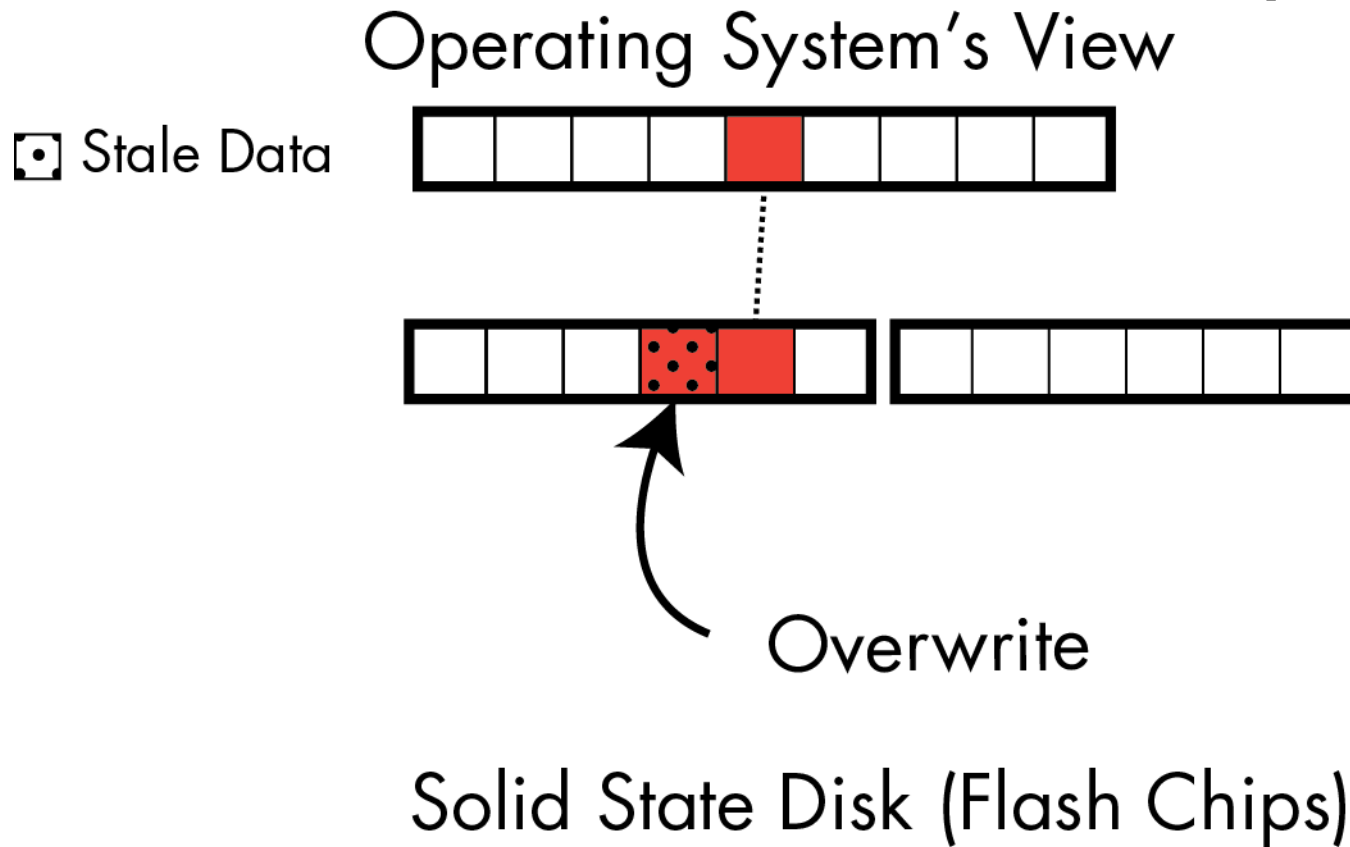 Operating System’s View
Stale Data
Overwrite
Solid State Disk (Flash Chips)